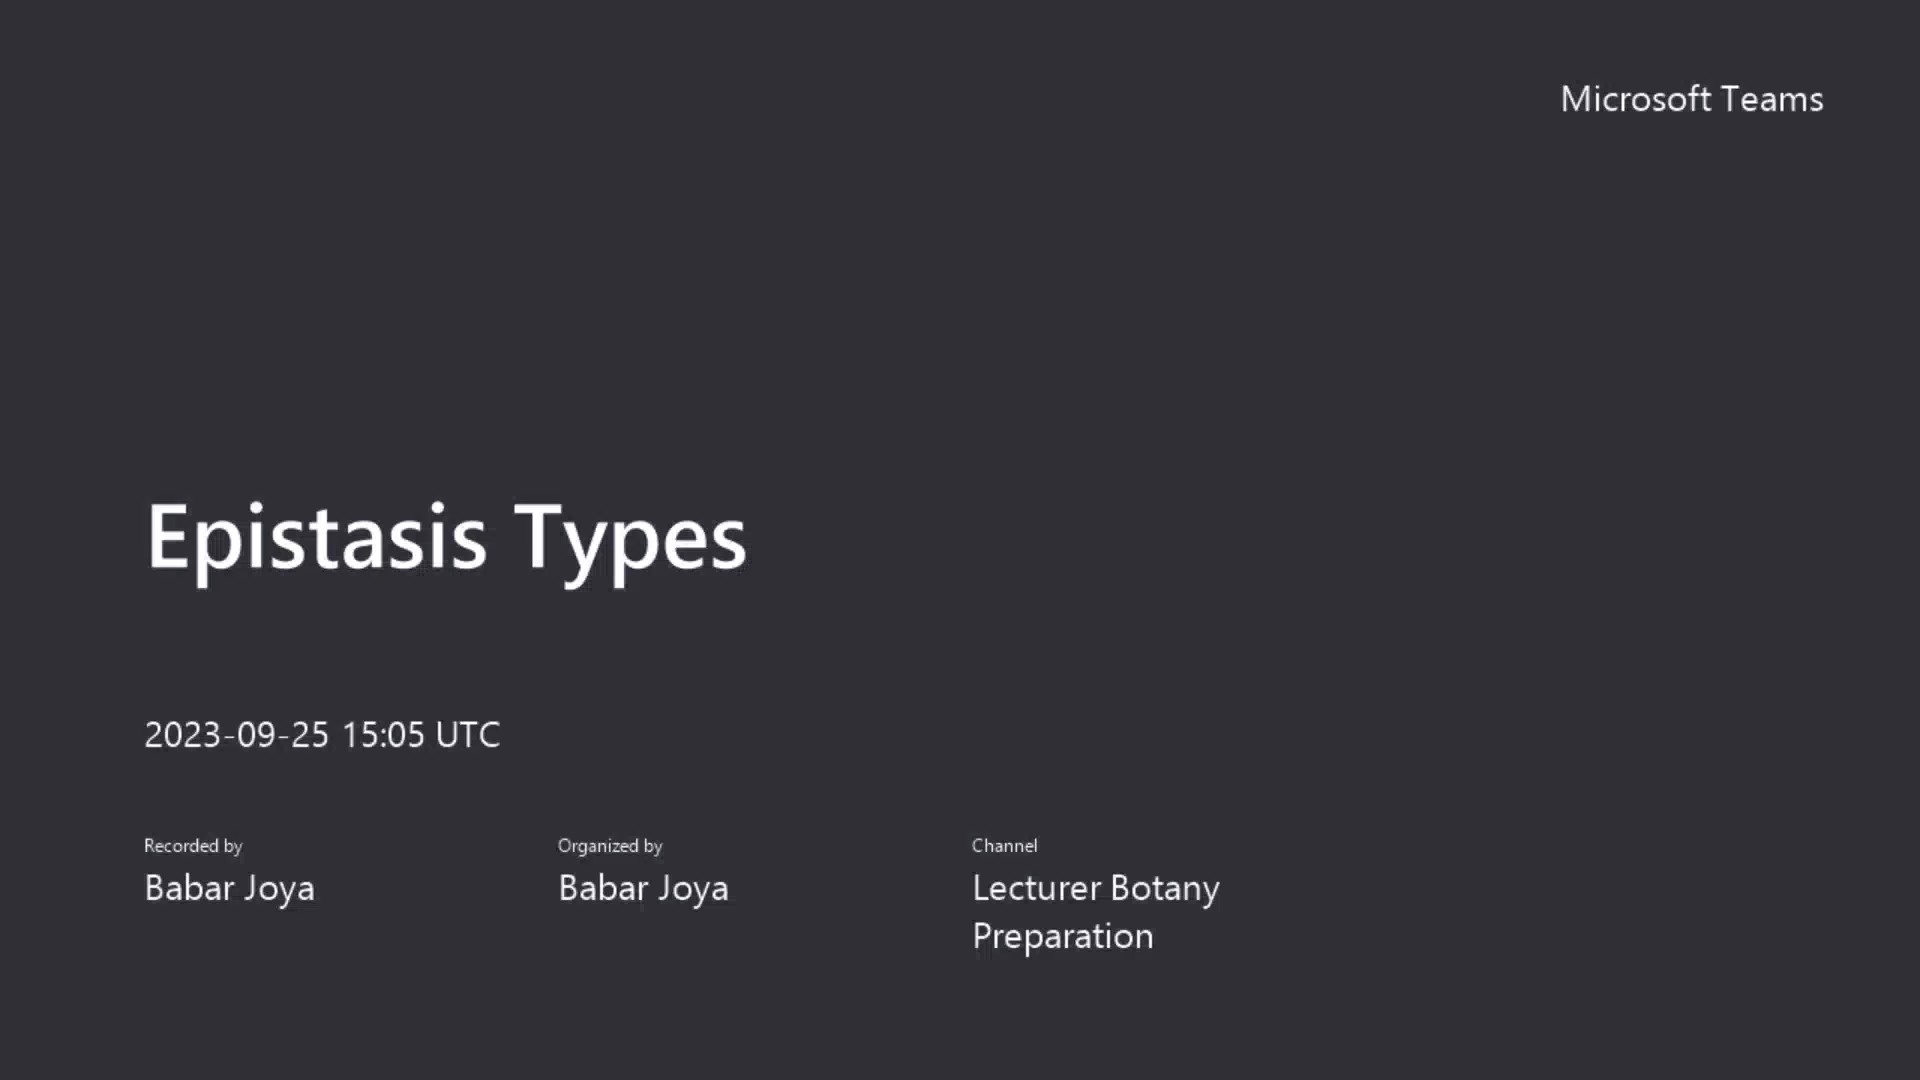 Microsoft Teams
Epistasis Types
2023-09-25 15:05 UTC
Recorded by
Babar Joya
Organized by
Babar Joya
Channel
Lecturer Botany
Preparation